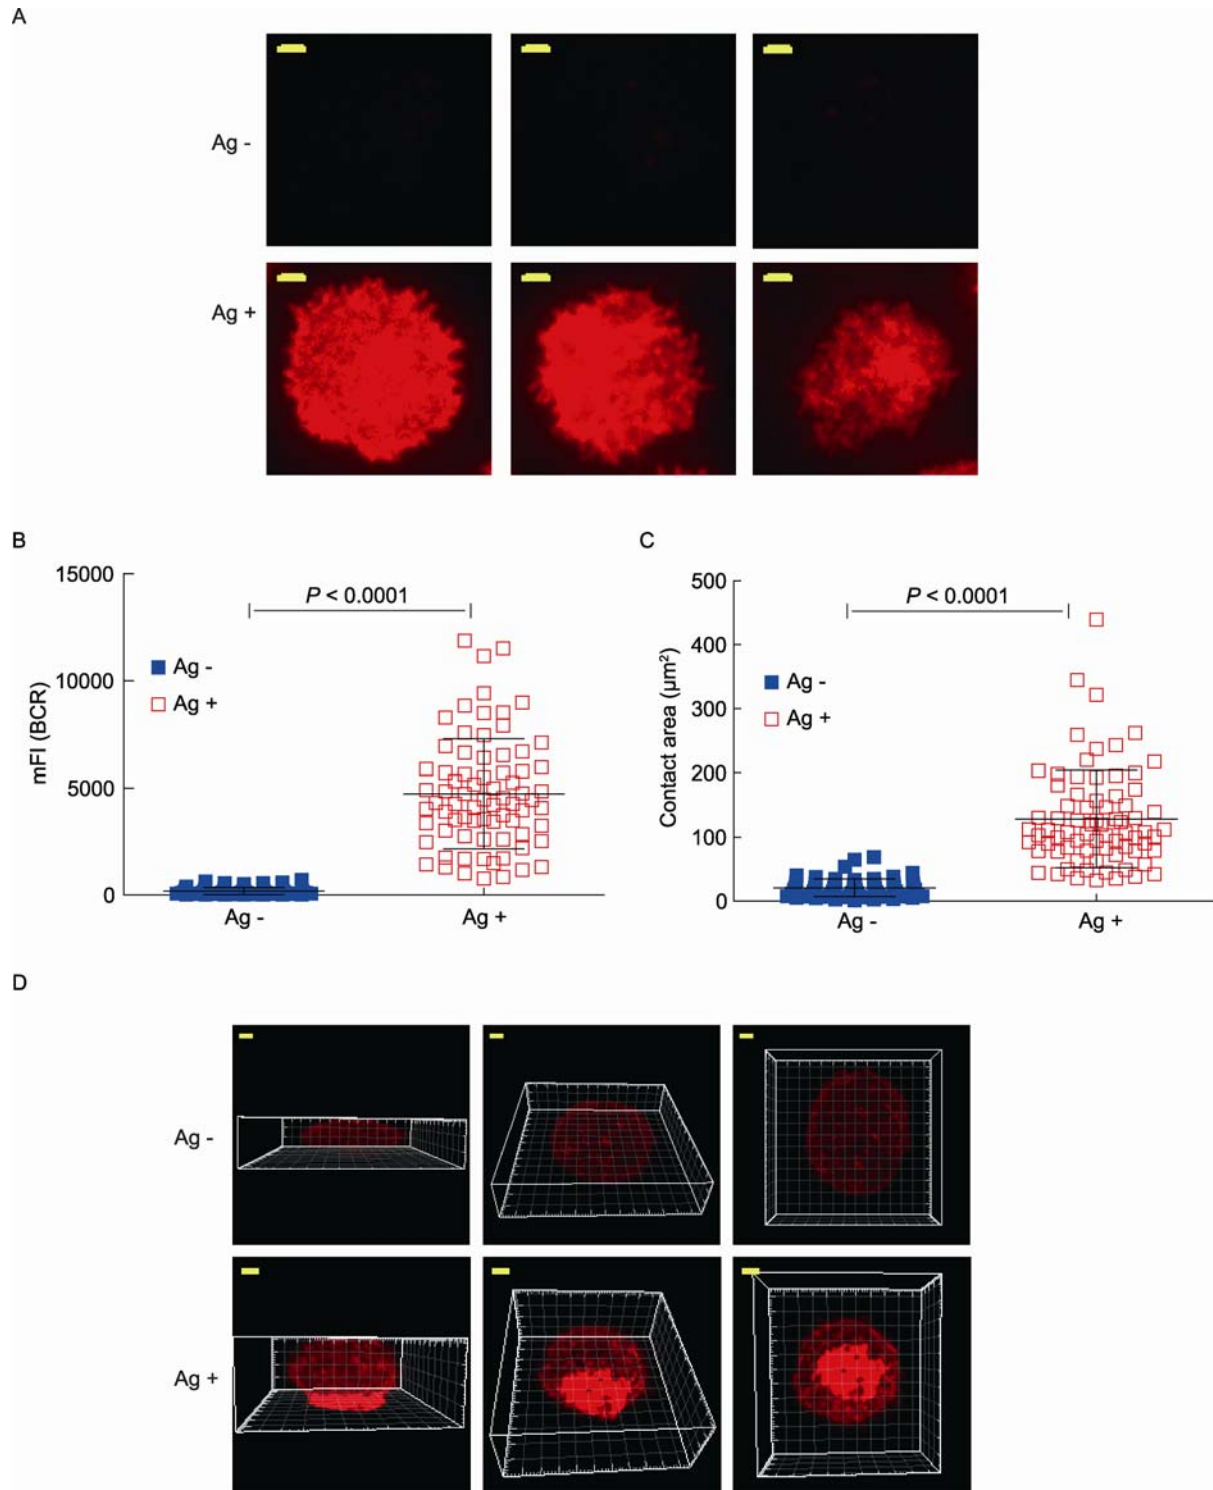 A
Ag -
Ag +
B
C
15000
10000
5000
0
mFI (BCR)
P < 0.0001
Ag -
Ag +
Ag -
Ag +
500
400
300
200
100
0
Contact area (μm²)
P < 0.0001
Ag -
Ag +
Ag -
Ag +
D
Ag -
Ag +